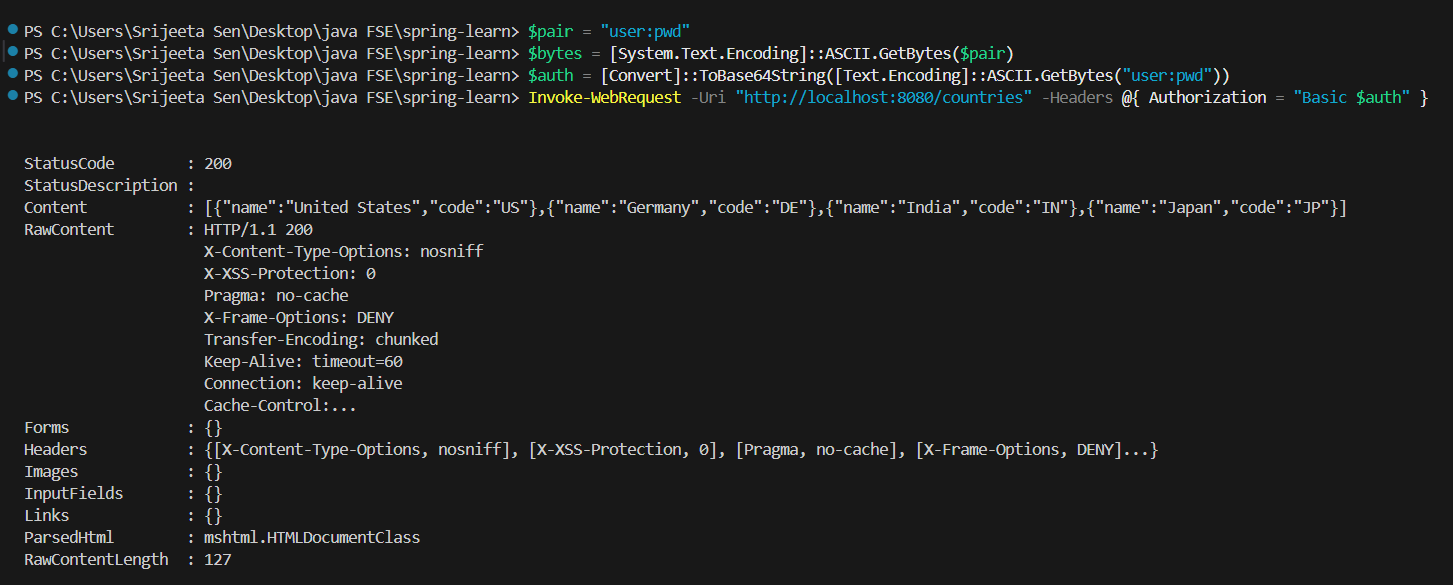 PS C:\Users\Srijeeta Sen\Desktop\java FSE\spring-learn> $pair = "user:pwd"
PS C:\Users\Srijeeta Sen\Desktop\java FSE\spring-learn> $bytes = [System.Text.Encoding]::ASCII.GetBytes($pair)
PS C:\Users\Srijeeta Sen\Desktop\java FSE\spring-learn> $auth = [Convert]::ToBase64String([Text.Encoding]::ASCII.GetBytes("user:pwd"))
PS C:\Users\Srijeeta Sen\Desktop\java FSE\spring-learn> Invoke-WebRequest -Uri "http://localhost:8080/countries" -Headers @{ Authorization = "Basic $auth" }
StatusCode        : 200
StatusDescription :
Content           : [{"name":"United States","code":"US"},{"name":"Germany","code":"DE"},{"name":"India","code":"IN"},{"name":"Japan","code":"JP"}]
RawContent        : HTTP/1.1 200
                    X-Content-Type-Options: nosniff
                    X-XSS-Protection: 0
                    Pragma: no-cache
                    X-Frame-Options: DENY
                    Transfer-Encoding: chunked
                    Keep-Alive: timeout=60
                    Connection: keep-alive
                    Cache-Control:...
Forms             : {}
Headers           : {[X-Content-Type-Options, nosniff], [X-XSS-Protection, 0], [Pragma, no-cache], [X-Frame-Options, DENY]...}
Images            : {}
InputFields       : {}
Links             : {}
ParsedHtml        : mshtml.HTMLDocumentClass
RawContentLength  : 127